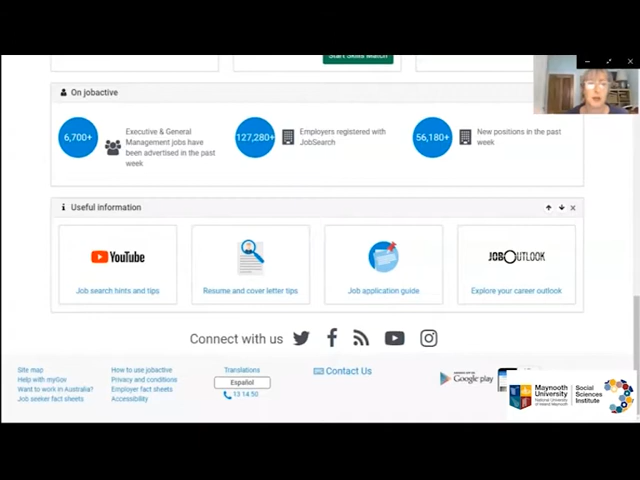 Start Skills Match
On jobactive
6,700+
Executive & General
Management jobs have
been advertised in the past
week
127,280+
Employers registered with
JobSearch
56,180+
New positions in the past
week
Useful information
YouTube
Job search hints and tips
Resume and cover letter tips
Job application guide
JOB OUTLOOK
Explore your career outlook
Connect with us
Site map
Help with myGov
Want to work in Australia?
Job seeker fact sheets
How to use jobactive
Privacy and conditions
Employer fact sheets
Accessibility
Translations
Español
13 14 50
Contact Us
Google play
Maynooth
University
National University
of Ireland Maynooth
Social
Sciences
Institute